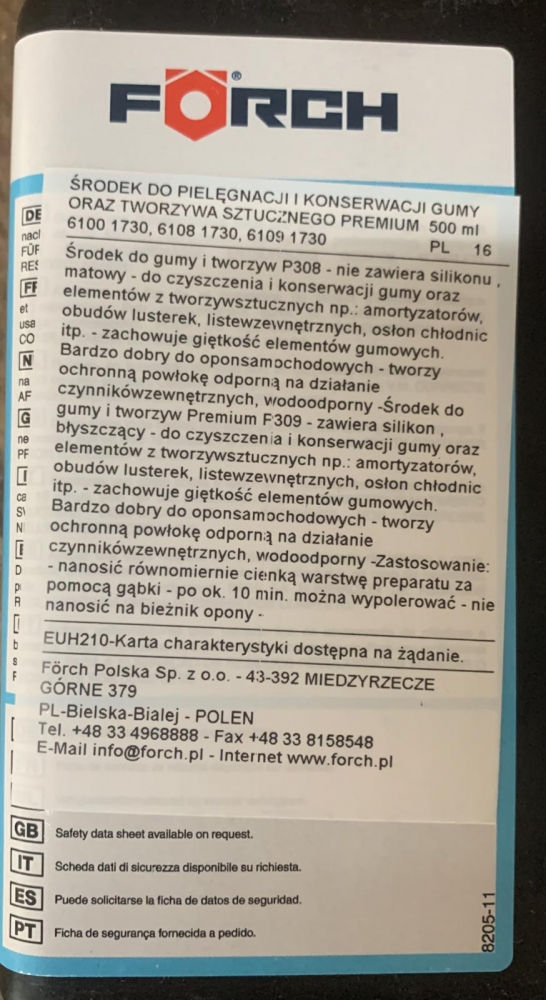 FÖRCH®
ŚRODEK DO PIELĘGNACJI I KONSERWACJI GUMY
ORAZ TWORZYWA SZTUCZNEGO PREMIUM 500 ml
6100 1730, 6108 1730, 6109 1730 PL 16
Środek do gumy i tworzyw P308 - nie zawiera silikonu ,
matowy - do czyszczenia i konserwacji gumy oraz
elementów z tworzywsztucznych np.: amortyzatorów,
obudów lusterek, listewzewnętrznych, osłon chłodnic
itp. - zachowuje giętkość elementów gumowych.
Bardzo dobry do oponsamochodowych - tworzy
ochronną powłokę odporną na działanie
czynnikówzewnętrznych, wodoodporny -Środek do
gumy i tworzyw Premium F309 - zawiera silikon ,
błyszczący - do czyszczenia i konserwacji gumy oraz
elementów z tworzywsztucznych np.: amortyzatorów,
obudów lusterek, listewzewnętrznych, osłon chłodnic
itp. - zachowuje giętkość elementów gumowych.
Bardzo dobry do oponsamochodowych - tworzy
ochronną powłokę odporną na działanie
czynnikówzewnętrznych, wodoodporny -Zastosowanie:
- nanosić równomiernie cienką warstwę preparatu za
pomocą gąbki - po ok. 10 min. można wypolerować - nie
nanosić na bieżnik opony -
EUH210-Karta charakterystyki dostępna na żądanie.
Förch Polska Sp. z o.o. - 43-392 MIEDZYRZECZE
GÓRNE 379
PL-Bielska-Bialej - POLEN
Tel. +48 33 4968888 - Fax +48 33 8158548
E-Mail info@forch.pl - Internet www.forch.pl
DE
GB Safety data sheet available on request.
IT Scheda dati di sicurezza disponibile su richiesta.
ES Puede solicitarse la ficha de datos de seguridad.
PT Ficha de segurança fornecida a pedido.
8205-11